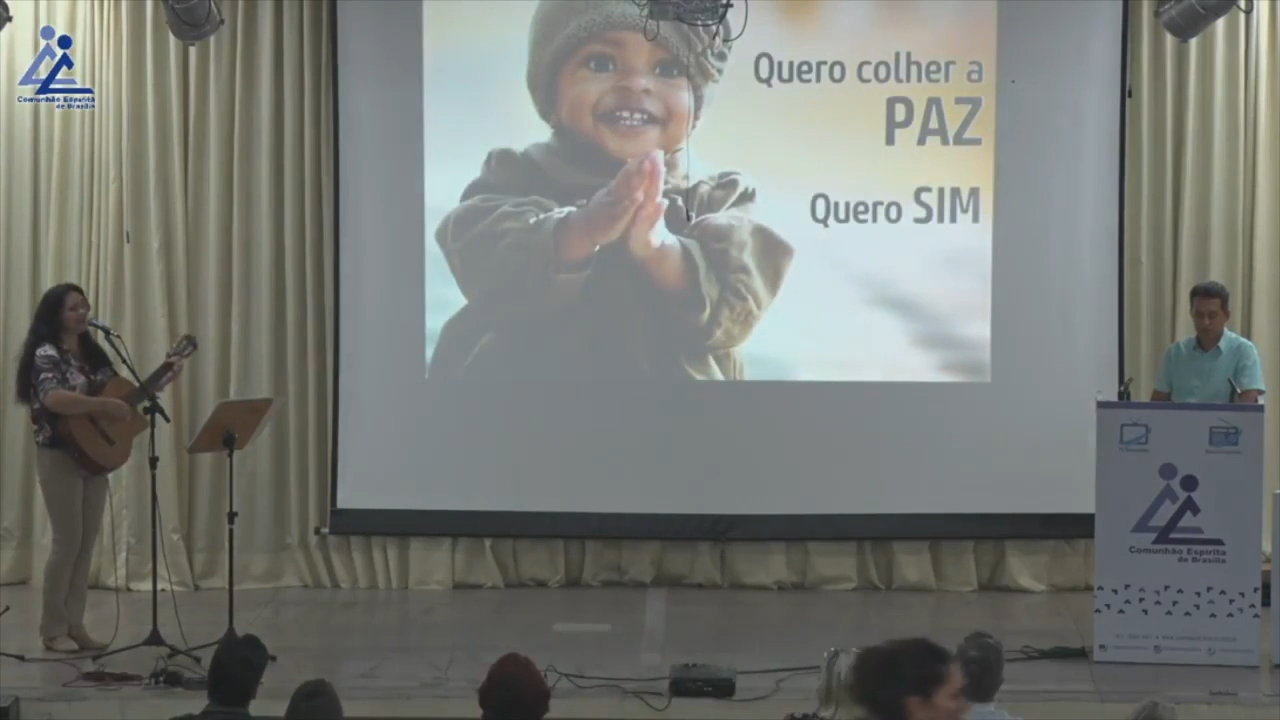 Comunhão Espírita
de Brasília
Quero colher a
PAZ
Quero SIM
Comunhão Espírita
de Brasília